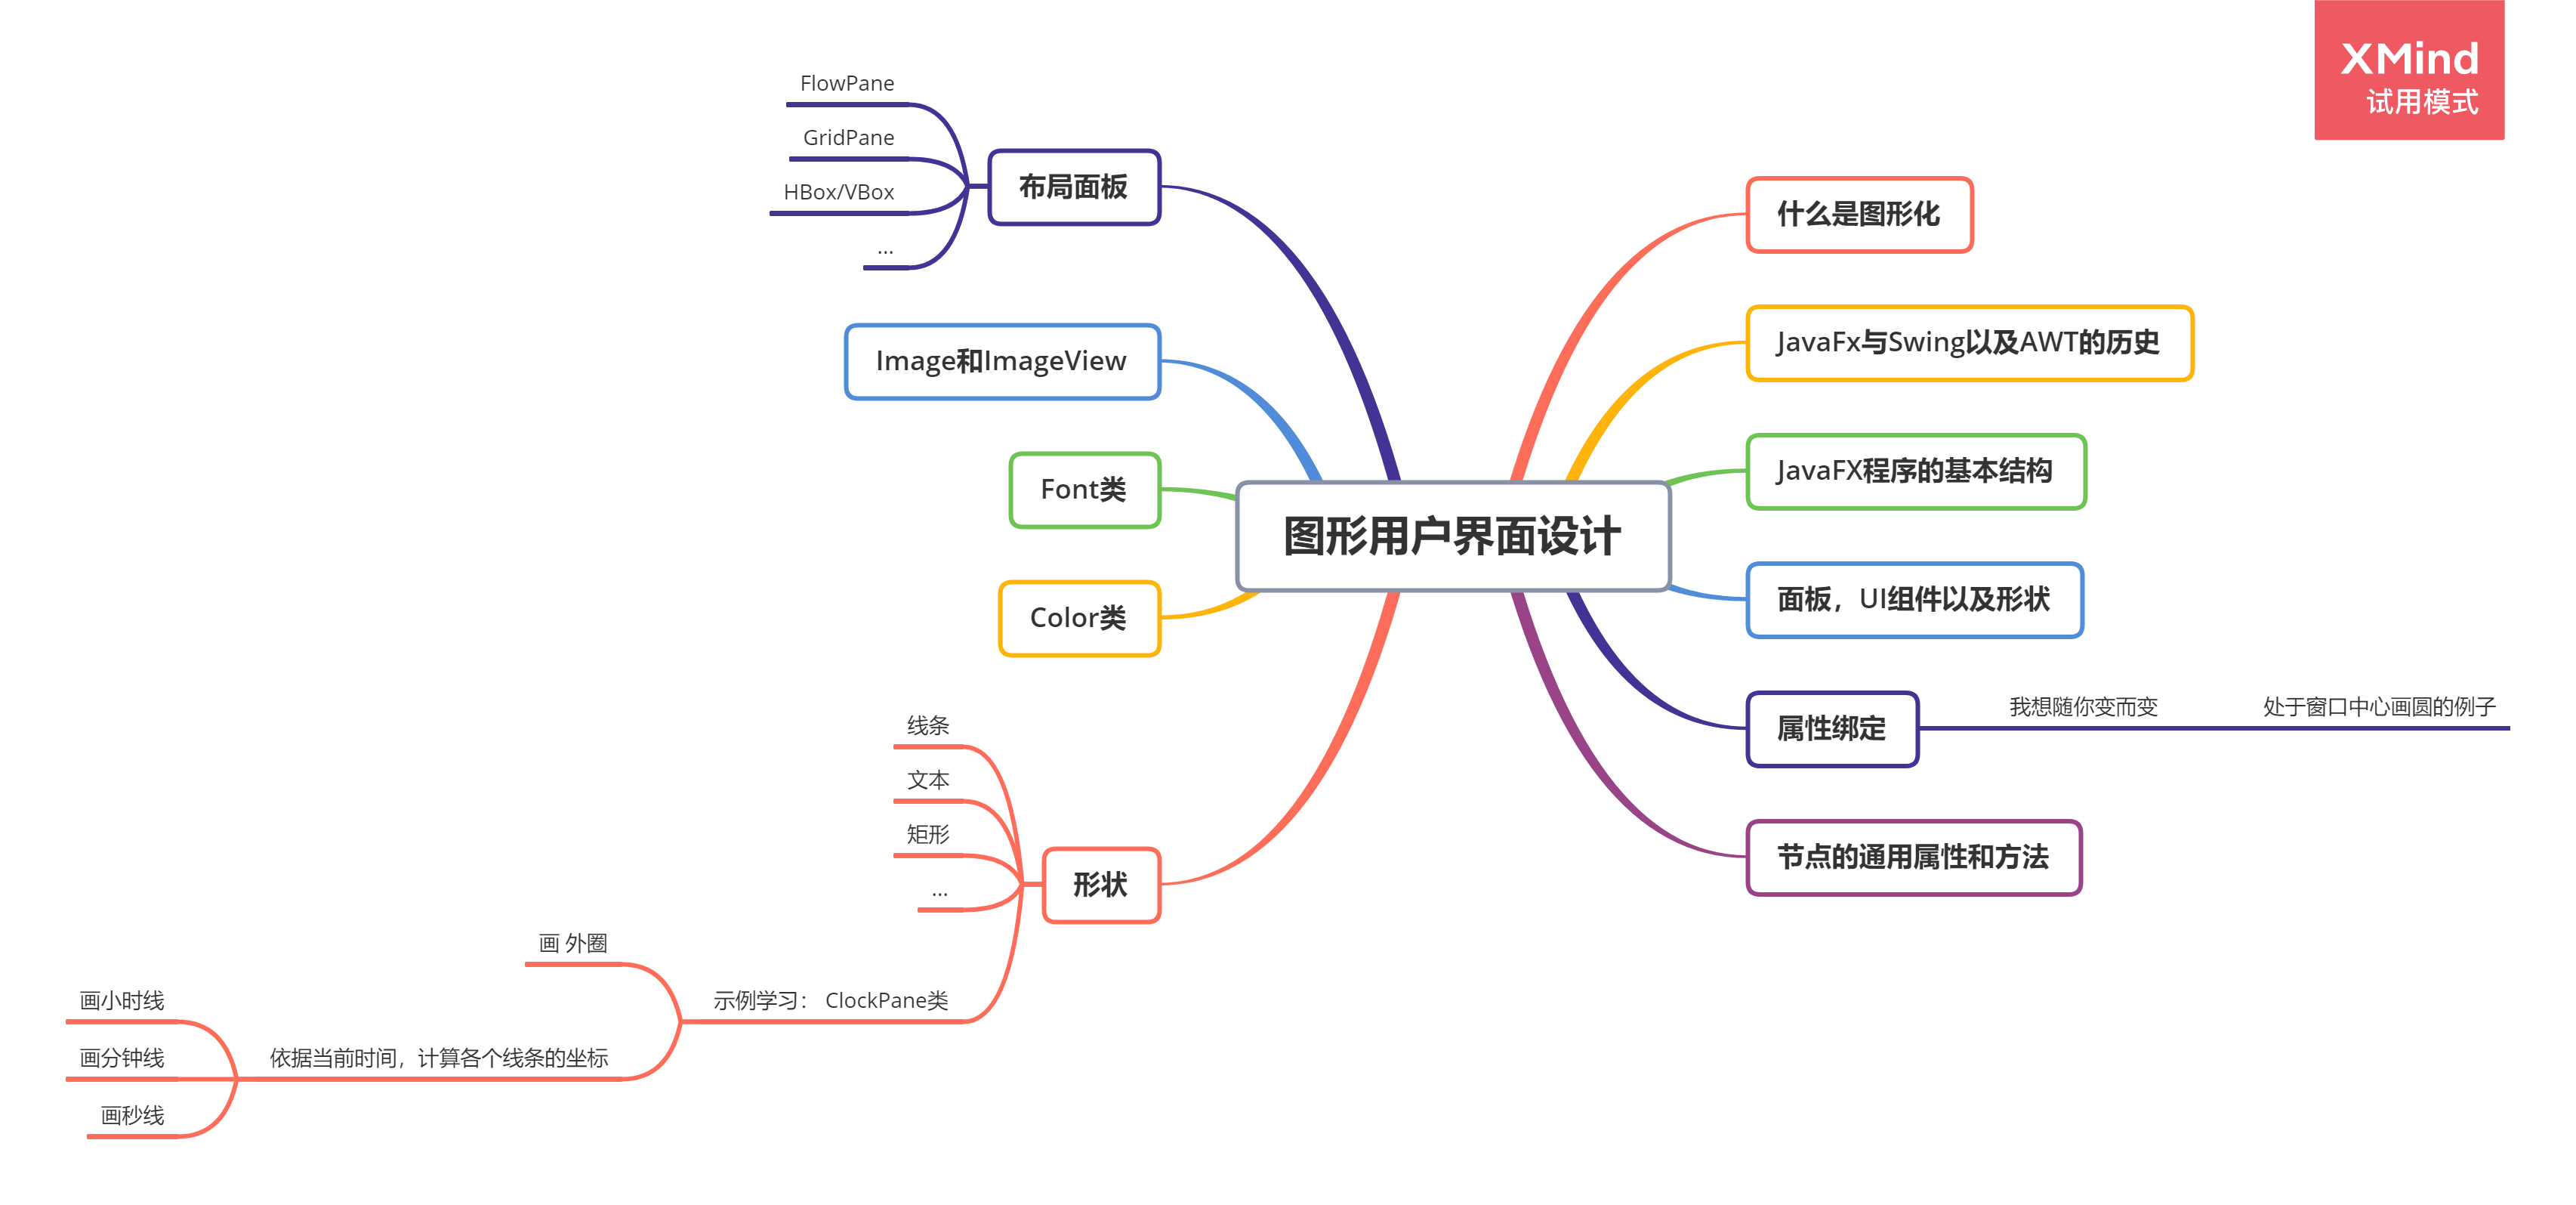 XMind
试用模式
图形用户界面设计
什么是图形化
JavaFx与Swing以及AWT的历史
JavaFX程序的基本结构
面板，UI组件以及形状
属性绑定
我想随你变而变
处于窗口中心画圆的例子
节点的通用属性和方法
布局面板
FlowPane
GridPane
HBox/VBox
...
Image和ImageView
Font类
Color类
形状
线条
文本
矩形
...
示例学习： ClockPane类
画 外圈
依据当前时间，计算各个线条的坐标
画小时线
画分钟线
画秒线